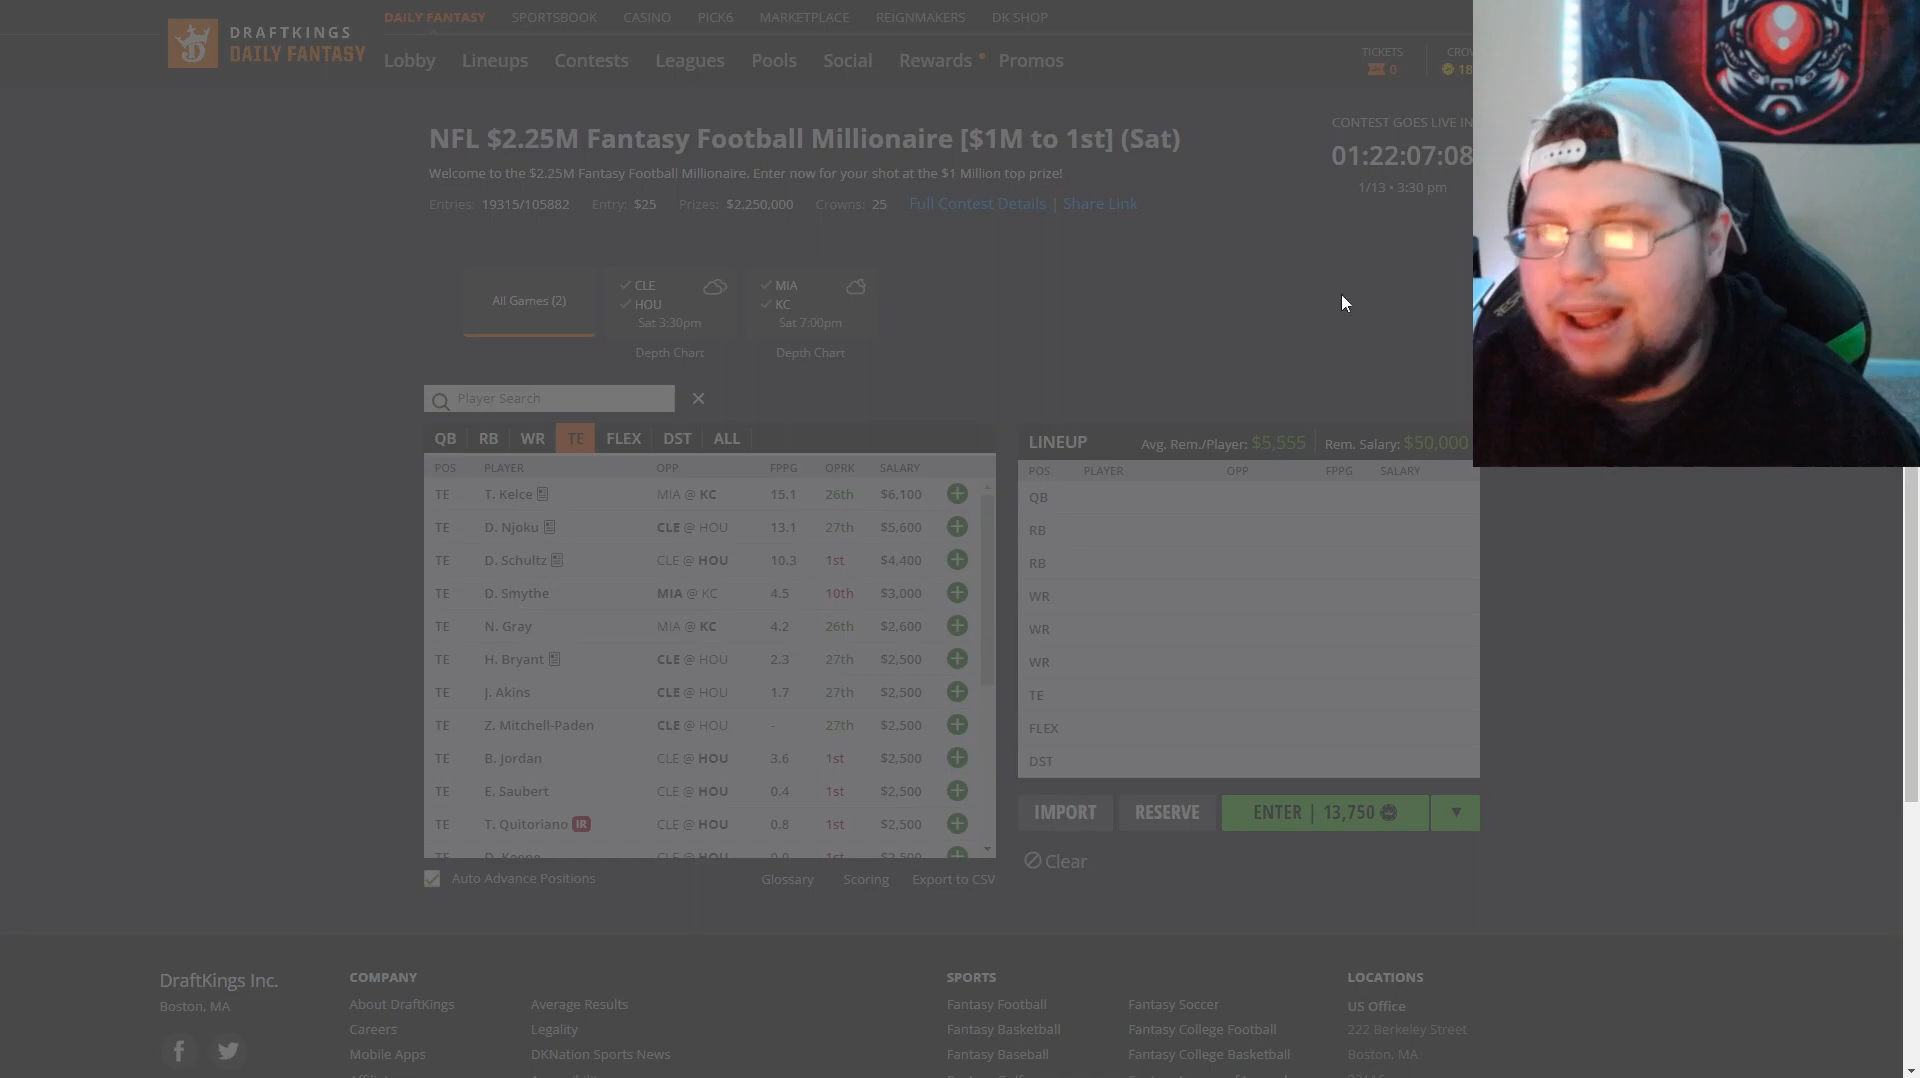 DAILY FANTASY SPORTSBOOK CASINO PICK6 MARKETPLACE REIGNMAKERS DK SHOP
DRAFTKINGS
DAILY FANTASY
Lobby Lineups Contests Leagues Pools Social Rewards Promos
TICKETS
0
18
NFL $2.25M Fantasy Football Millionaire [$1M to 1st] (Sat)
Welcome to the $2.25M Fantasy Football Millionaire. Enter now for your shot at the $1 Million top prize!
Entries: 19315/105882 Entry: $25 Prizes: $2,250,000 Crowns: 25 Full Contest Details | Share Link
CONTEST GOES LIVE IN
01:22:07:08
1/13 • 3:30 pm
All Games (2)
CLE
HOU
Sat 3:30pm
Depth Chart
MIA
KC
Sat 7:00pm
Depth Chart
Player Search
QB RB WR TE FLEX DST ALL
POS PLAYER OPP FPPG OPRK SALARY
TE T. Kelce MIA @ KC 15.1 26th $6,100
TE D. Njoku CLE @ HOU 13.1 27th $5,600
TE D. Schultz CLE @ HOU 10.3 1st $4,400
TE D. Smythe MIA @ KC 4.5 10th $3,000
TE N. Gray MIA @ KC 4.2 26th $2,600
TE H. Bryant CLE @ HOU 2.3 27th $2,500
TE J. Akins CLE @ HOU 1.7 27th $2,500
TE Z. Mitchell-Paden CLE @ HOU - 27th $2,500
TE B. Jordan CLE @ HOU 3.6 1st $2,500
TE E. Saubert CLE @ HOU 0.4 1st $2,500
TE T. Quitoriano IR CLE @ HOU 0.8 1st $2,500
Auto Advance Positions
Glossary Scoring Export to CSV
LINEUP Avg. Rem./Player: $5,555 Rem. Salary: $50,000
POS PLAYER OPP FPPG SALARY
QB
RB
RB
WR
WR
WR
TE
FLEX
DST
IMPORT RESERVE ENTER | 13,750
Clear
DraftKings Inc.
Boston, MA
COMPANY
About DraftKings
Careers
Mobile Apps
Average Results
Legality
DKNation Sports News
SPORTS
Fantasy Football
Fantasy Basketball
Fantasy Baseball
Fantasy Soccer
Fantasy College Football
Fantasy College Basketball
LOCATIONS
US Office
222 Berkeley Street
Boston, MA